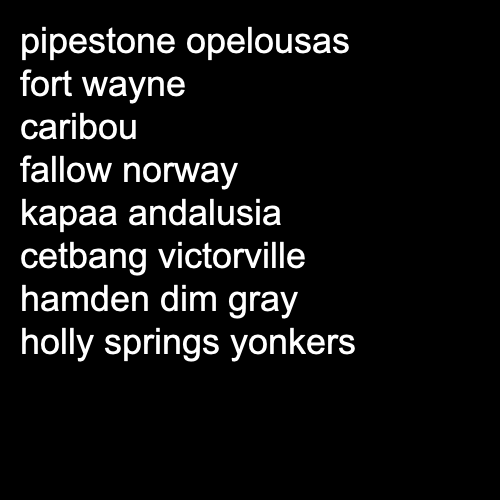 pipestone opelousas
fort wayne
caribou
fallow norway
kapaa andalusia
cetbang victorville
hamden dim gray
holly springs yonkers